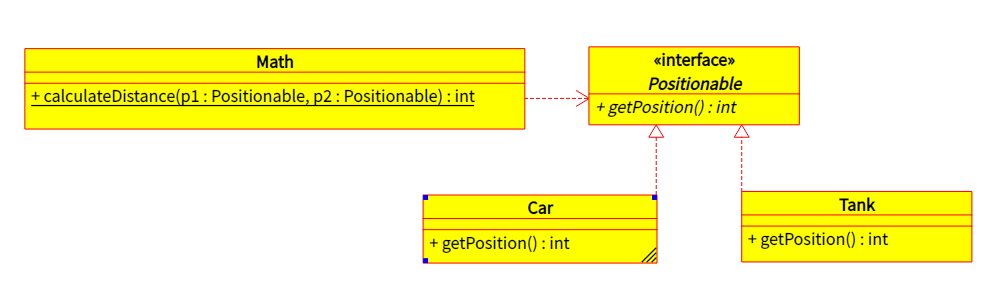 Math
+ calculateDistance(p1 : Positionable, p2 : Positionable) : int
«interface»
Positionable
+ getPosition() : int
Car
+ getPosition() : int
Tank
+ getPosition() : int